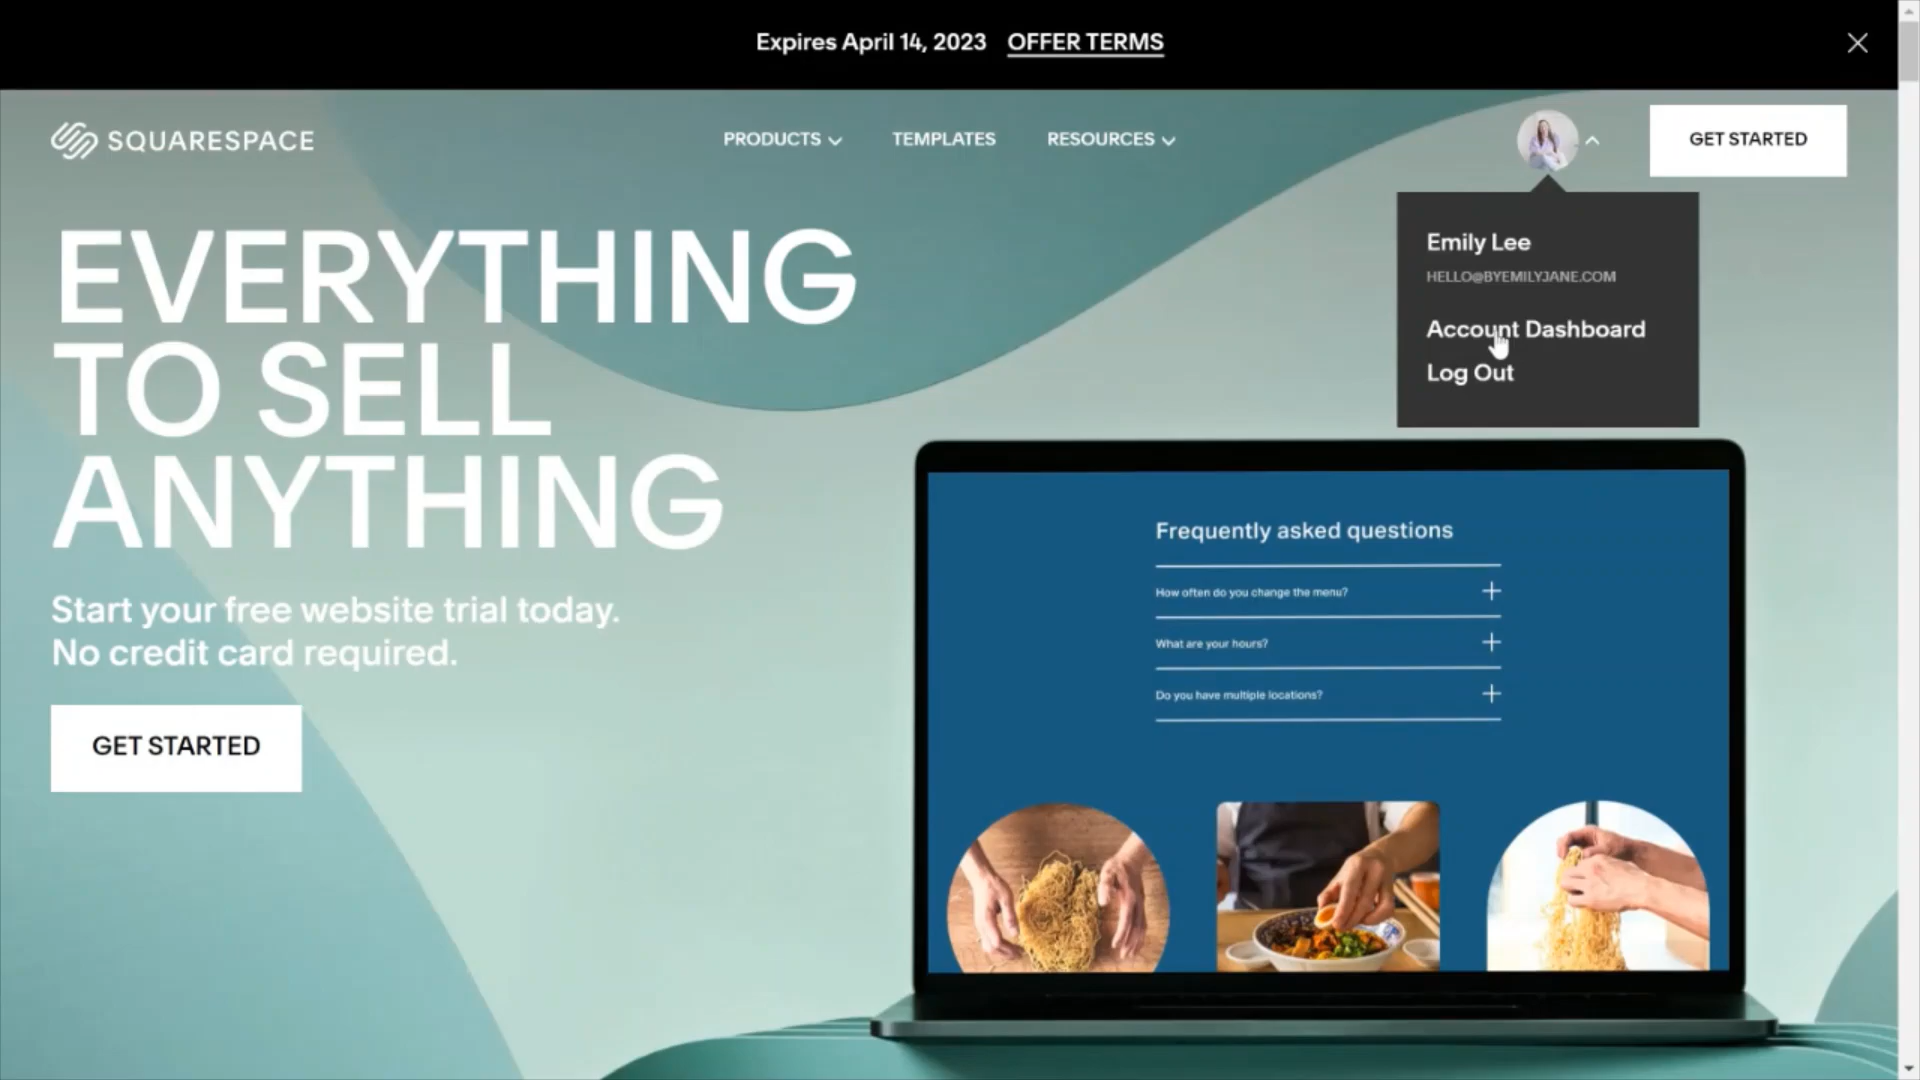 Expires April 14, 2023 OFFER TERMS
SQUARESPACE
PRODUCTS
TEMPLATES
RESOURCES
GET STARTED
Emily Lee
HELLO@BYEMILYJANE.COM
Account Dashboard
Log Out
EVERYTHING
TO SELL
ANYTHING
Start your free website trial today.
No credit card required.
GET STARTED
Frequently asked questions
How often do you change the menu?
What are your hours?
Do you have multiple locations?